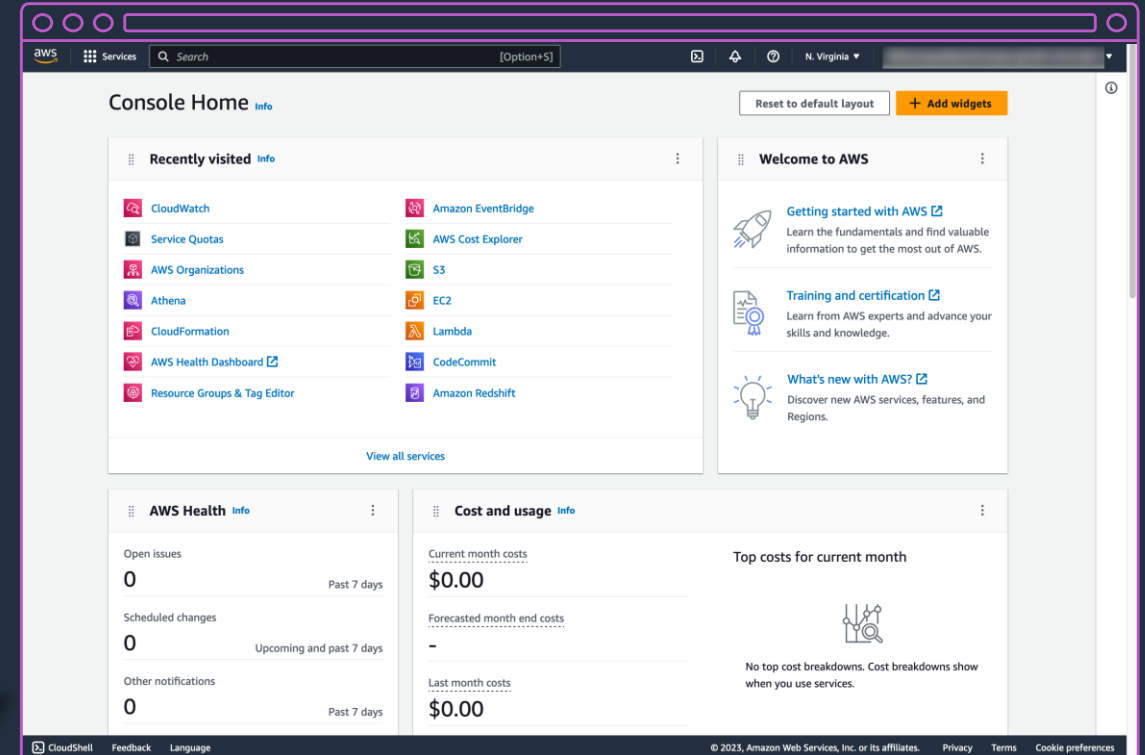 aws
Services
Search
[Option+S]
N. Virginia
Console Home Info
Reset to default layout
+ Add widgets
Recently visited Info
CloudWatch
Service Quotas
AWS Organizations
Athena
CloudFormation
AWS Health Dashboard
Resource Groups & Tag Editor
Amazon EventBridge
AWS Cost Explorer
S3
EC2
Lambda
CodeCommit
Amazon Redshift
View all services
Welcome to AWS
Getting started with AWS
Learn the fundamentals and find valuable
information to get the most out of AWS.
Training and certification
Learn from AWS experts and advance your
skills and knowledge.
What's new with AWS?
Discover new AWS services, features, and
Regions.
AWS Health Info
Open issues
0
Past 7 days
Scheduled changes
0
Upcoming and past 7 days
Other notifications
0
Past 7 days
Cost and usage Info
Current month costs
$0.00
Forecasted month end costs
-
Last month costs
$0.00
Top costs for current month
No top cost breakdowns. Cost breakdowns show
when you use services.
CloudShell
Feedback
Language
© 2023, Amazon Web Services, Inc. or its affiliates.
Privacy
Terms
Cookie preferences